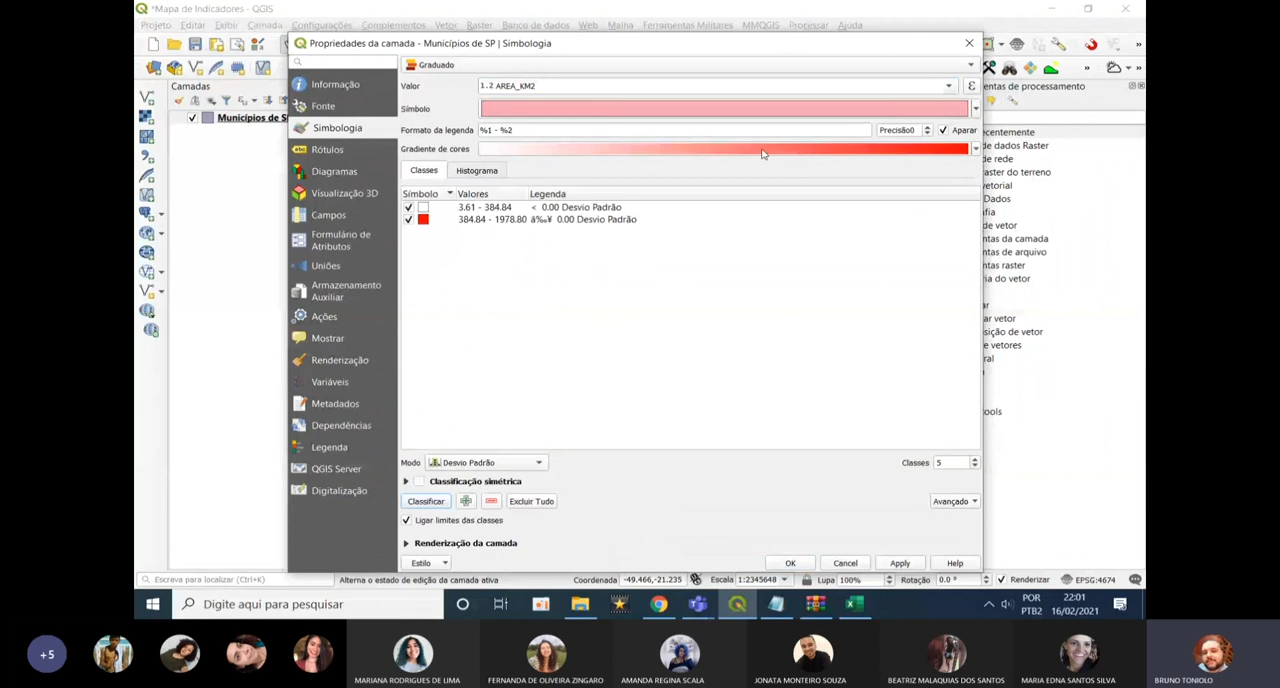 *Mapa de Indicadores - QGIS
Projeto Editar Exibir Camada Configurações Complementos Vetor Raster Banco de dados Web Malha Ferramentas Militares MMQGIS Processar Ajuda
Propriedades da camada - Municípios de SP | Simbologia
Graduado
Camadas
Municípios de S
Informação
Fonte
Simbologia
Rótulos
Diagramas
Visualização 3D
Campos
Formulário de
Atributos
Uniões
Armazenamento
Auxiliar
Ações
Mostrar
Renderização
Variáveis
Metadados
Dependências
Legenda
QGIS Server
Digitalização
Valor 1.2 AREA_KM2 ε
Símbolo
Formato da legenda %1 - %2 Precisão0 Aparar
Gradiente de cores
Classes Histograma
Símbolo Valores Legenda
3.61 - 384.84 < 0.00 Desvio Padrão
384.84 - 1978.80 â‰¥ 0.00 Desvio Padrão
Modo Desvio Padrão Classes 5
Classificação simétrica
Classificar Excluir Tudo Avançado
Ligar limites das classes
Renderização da camada
Estilo OK Cancel Apply Help
entas de processamento
ecentemente
de dados Raster
de rede
raster do terreno
vetorial
Dados
afia
o vetor
ntas da camada
ntas de arquivo
ntas raster
ria do vetor
ar
ar vetor
sição de vetor
e vetores
ral
ools
Escreva para localizar (Ctrl+K) Alterna o estado de edição da camada ativa Coordenada -49.466,-21.235 Escala 1:2345648 Lupa 100% Rotação 0.0 ° Renderizar EPSG:4674
Digite aqui para pesquisar
POR
PTB2
22:01
16/02/2021
+5
MARIANA RODRIGUES DE LIMA
FERNANDA DE OLIVEIRA ZINGARO
AMANDA REGINA SCALA
JONATA MONTEIRO SOUZA
BEATRIZ MALAQUIAS DOS SANTOS
MARIA EDNA SANTOS SILVA
BRUNO TONIOLO